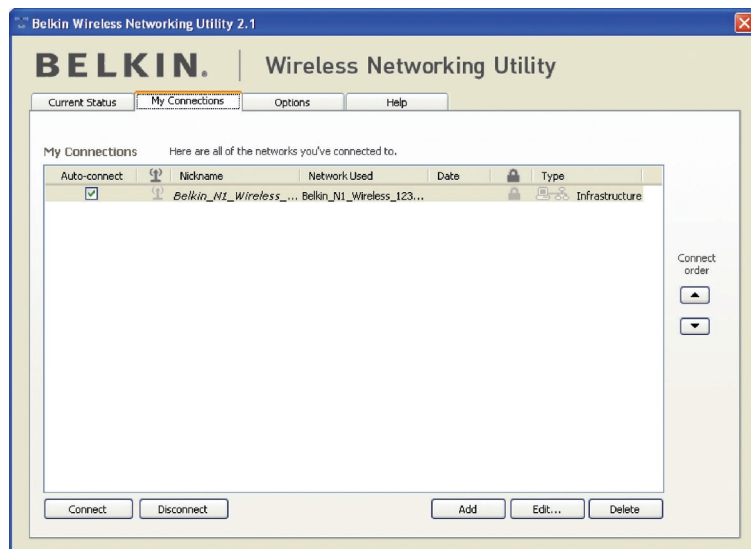 Belkin Wireless Networking Utility 2.1
BELKIN. | Wireless Networking Utility
Current Status My Connections Options Help
My Connections Here are all of the networks you've connected to.
Auto-connect Nickname Network Used Date Type
Belkin_N1_Wireless_... Belkin_N1_Wireless_123... Infrastructure
Connect
order
Connect Disconnect Add Edit... Delete